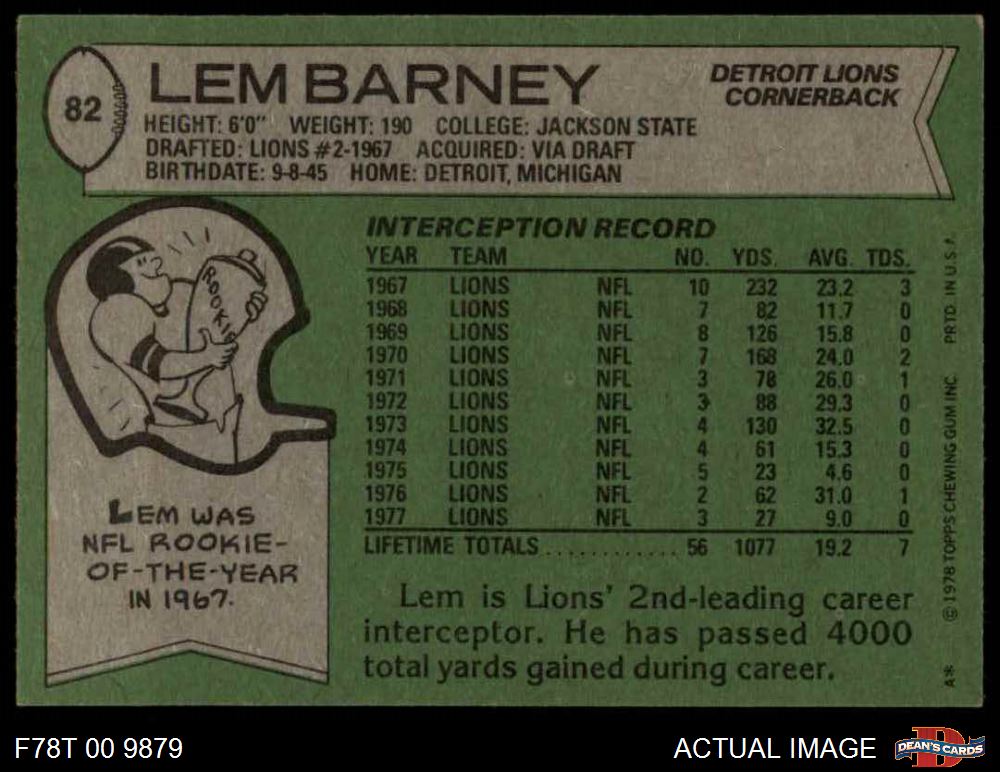 82
LEM BARNEY
DETROIT LIONS
CORNERBACK
HEIGHT: 6'0" WEIGHT: 190 COLLEGE: JACKSON STATE
DRAFTED: LIONS #2-1967 ACQUIRED: VIA DRAFT
BIRTHDATE: 9-8-45 HOME: DETROIT, MICHIGAN
ROOKIE
LEM WAS
NFL ROOKIE-
OF-THE-YEAR
IN 1967.
INTERCEPTION RECORD
YEAR TEAM NO. YDS. AVG. TDS.
1967 LIONS NFL 10 232 23.2 3
1968 LIONS NFL 7 82 11.7 0
1969 LIONS NFL 8 126 15.8 0
1970 LIONS NFL 7 168 24.0 2
1971 LIONS NFL 3 78 26.0 1
1972 LIONS NFL 3 88 29.3 0
1973 LIONS NFL 4 130 32.5 0
1974 LIONS NFL 4 61 15.3 0
1975 LIONS NFL 5 23 4.6 0
1976 LIONS NFL 2 62 31.0 1
1977 LIONS NFL 3 27 9.0 0
LIFETIME TOTALS............ 56 1077 19.2 7
Lem is Lions' 2nd-leading career
interceptor. He has passed 4000
total yards gained during career.
A* © 1978 TOPPS CHEWING GUM INC. PRTD. IN U.S.A.
F78T 00 9879
ACTUAL IMAGE
D
DEAN'S CARDS